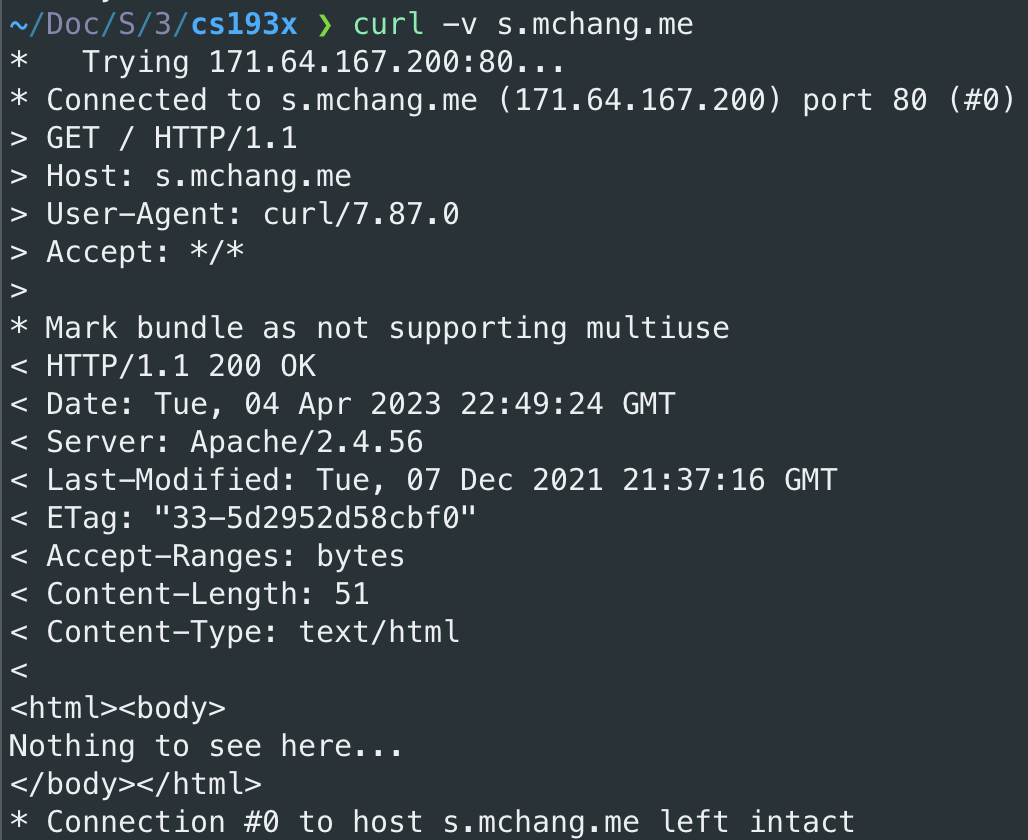 ~/Doc/S/3/cs193x ❯ curl -v s.mchang.me
*   Trying 171.64.167.200:80...
* Connected to s.mchang.me (171.64.167.200) port 80 (#0)
> GET / HTTP/1.1
> Host: s.mchang.me
> User-Agent: curl/7.87.0
> Accept: */*
>
* Mark bundle as not supporting multiuse
< HTTP/1.1 200 OK
< Date: Tue, 04 Apr 2023 22:49:24 GMT
< Server: Apache/2.4.56
< Last-Modified: Tue, 07 Dec 2021 21:37:16 GMT
< ETag: "33-5d2952d58cbf0"
< Accept-Ranges: bytes
< Content-Length: 51
< Content-Type: text/html
<
<html><body>
Nothing to see here...
</body></html>
* Connection #0 to host s.mchang.me left intact